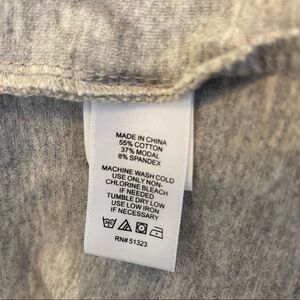 MADE IN CHINA
55% COTTON
37% MODAL
8% SPANDEX
MACHINE WASH COLD
USE ONLY NON-
CHLORINE BLEACH
IF NEEDED
TUMBLE DRY LOW
USE LOW IRON
IF NECESSARY
RN# 51323